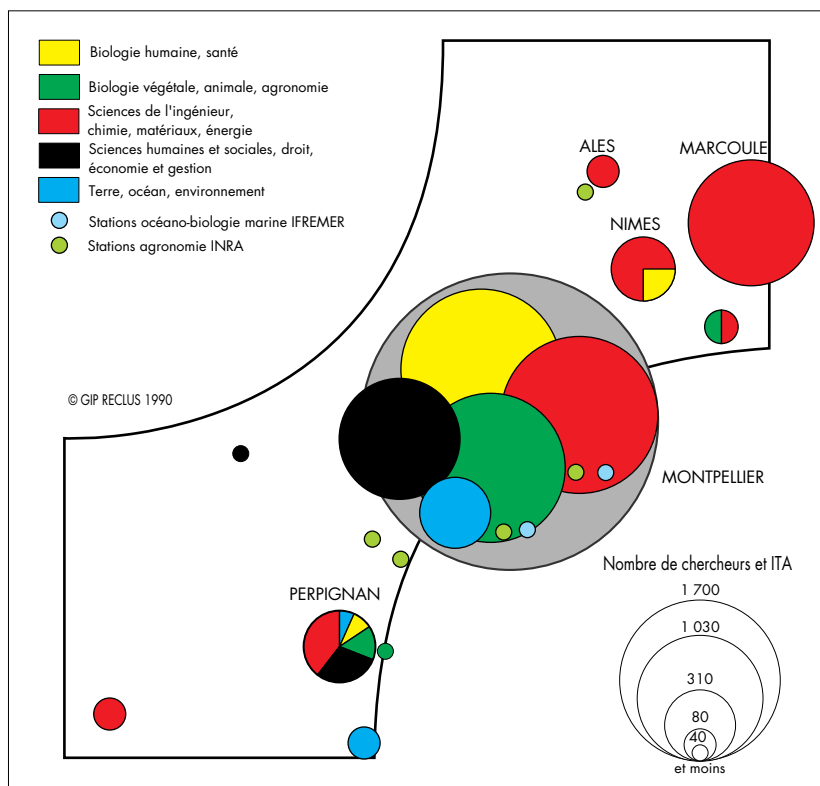 Biologie humaine, santé
Biologie végétale, animale, agronomie
Sciences de l'ingénieur,
chimie, matériaux, énergie
Sciences humaines et sociales, droit,
économie et gestion
Terre, océan, environnement
Stations océano-biologie marine IFREMER
Stations agronomie INRA
ALES
MARCOULE
NIMES
© GIP RECLUS 1990
MONTPELLIER
PERPIGNAN
Nombre de chercheurs et ITA
1 700
1 030
310
80
40
et moins